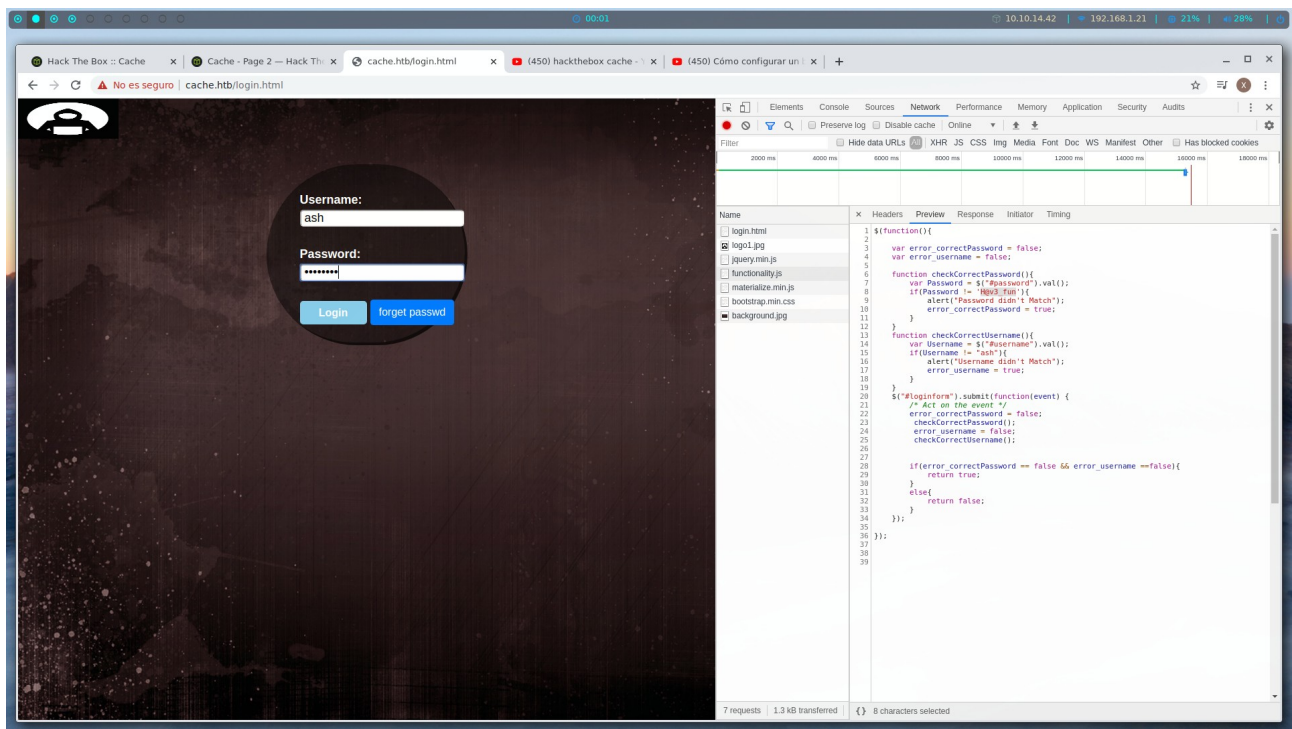 00:01
10.10.14.42 | 192.168.1.21 | 21% | 28% |
Hack The Box :: Cache
Cache - Page 2 — Hack Th
cache.htb/login.html
(450) hackthebox cache - Y
(450) Cómo configurar un
No es seguro | cache.htb/login.html
X
Username:
ash
Password:
••••••••
Login
forget passwd
Elements Console Sources Network Performance Memory Application Security Audits
Preserve log Disable cache Online
Filter
Hide data URLs All XHR JS CSS Img Media Font Doc WS Manifest Other Has blocked cookies
2000 ms 4000 ms 6000 ms 8000 ms 10000 ms 12000 ms 14000 ms 16000 ms 18000 ms
Name
login.html
logo1.jpg
jquery.min.js
functionality.js
materialize.min.js
bootstrap.min.css
background.jpg
7 requests 1.3 kB transferred
Headers Preview Response Initiator Timing
1 $(function(){
2
3 var error_correctPassword = false;
4 var error_username = false;
5
6 function checkCorrectPassword(){
7 var Password = $("#password").val();
8 if(Password != 'H@v3_fun'){
9 alert("Password didn't Match");
10 error_correctPassword = true;
11 }
12 }
13 function checkCorrectUsername(){
14 var Username = $("#username").val();
15 if(Username != "ash"){
16 alert("Username didn't Match");
17 error_username = true;
18 }
19 }
20 $("#loginform").submit(function(event) {
21 /* Act on the event */
22 error_correctPassword = false;
23 checkCorrectPassword();
24 error_username = false;
25 checkCorrectUsername();
26
27
28 if(error_correctPassword == false && error_username ==false){
29 return true;
30 }
31 else{
32 return false;
33 }
34 });
35
36 });
37
38
39
{} 8 characters selected